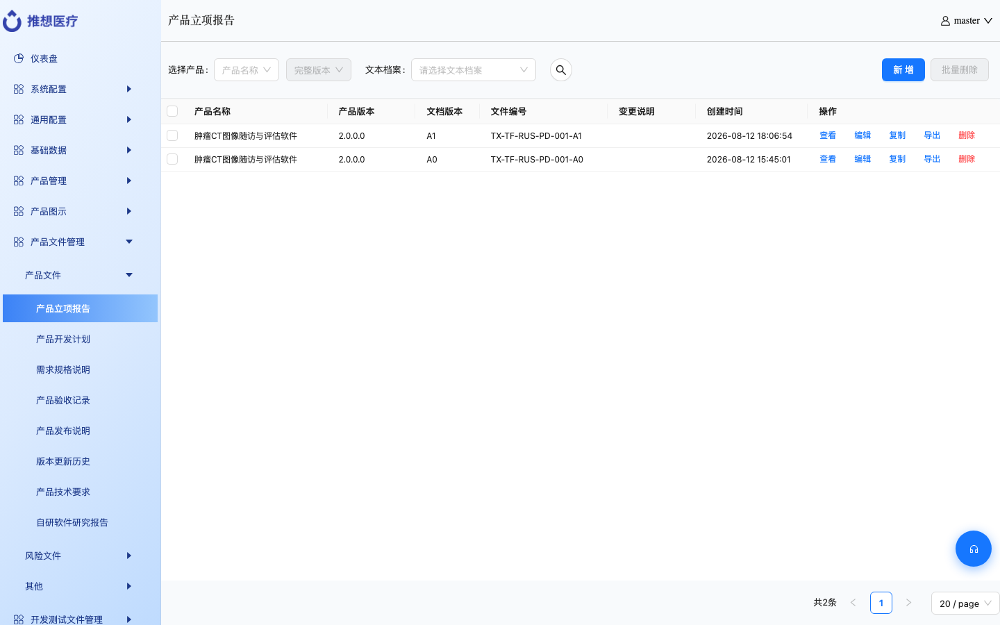 推想医疗
产品立项报告
master
仪表盘
系统配置
通用配置
基础数据
产品管理
产品图示
产品文件管理
产品文件
产品立项报告
产品开发计划
需求规格说明
产品验收记录
产品发布说明
版本更新历史
产品技术要求
自研软件研究报告
风险文件
其他
开发测试文件管理
选择产品： 产品名称 完整版本 文本档案： 请选择文本档案 新 增 批量删除
产品名称 产品版本 文档版本 文件编号 变更说明 创建时间 操作
肿瘤CT图像随访与评估软件 2.0.0.0 A1 TX-TF-RUS-PD-001-A1 2026-08-12 18:06:54 查看 编辑 复制 导出 删除
肿瘤CT图像随访与评估软件 2.0.0.0 A0 TX-TF-RUS-PD-001-A0 2026-08-12 15:45:01 查看 编辑 复制 导出 删除
共2条 1 20 / page